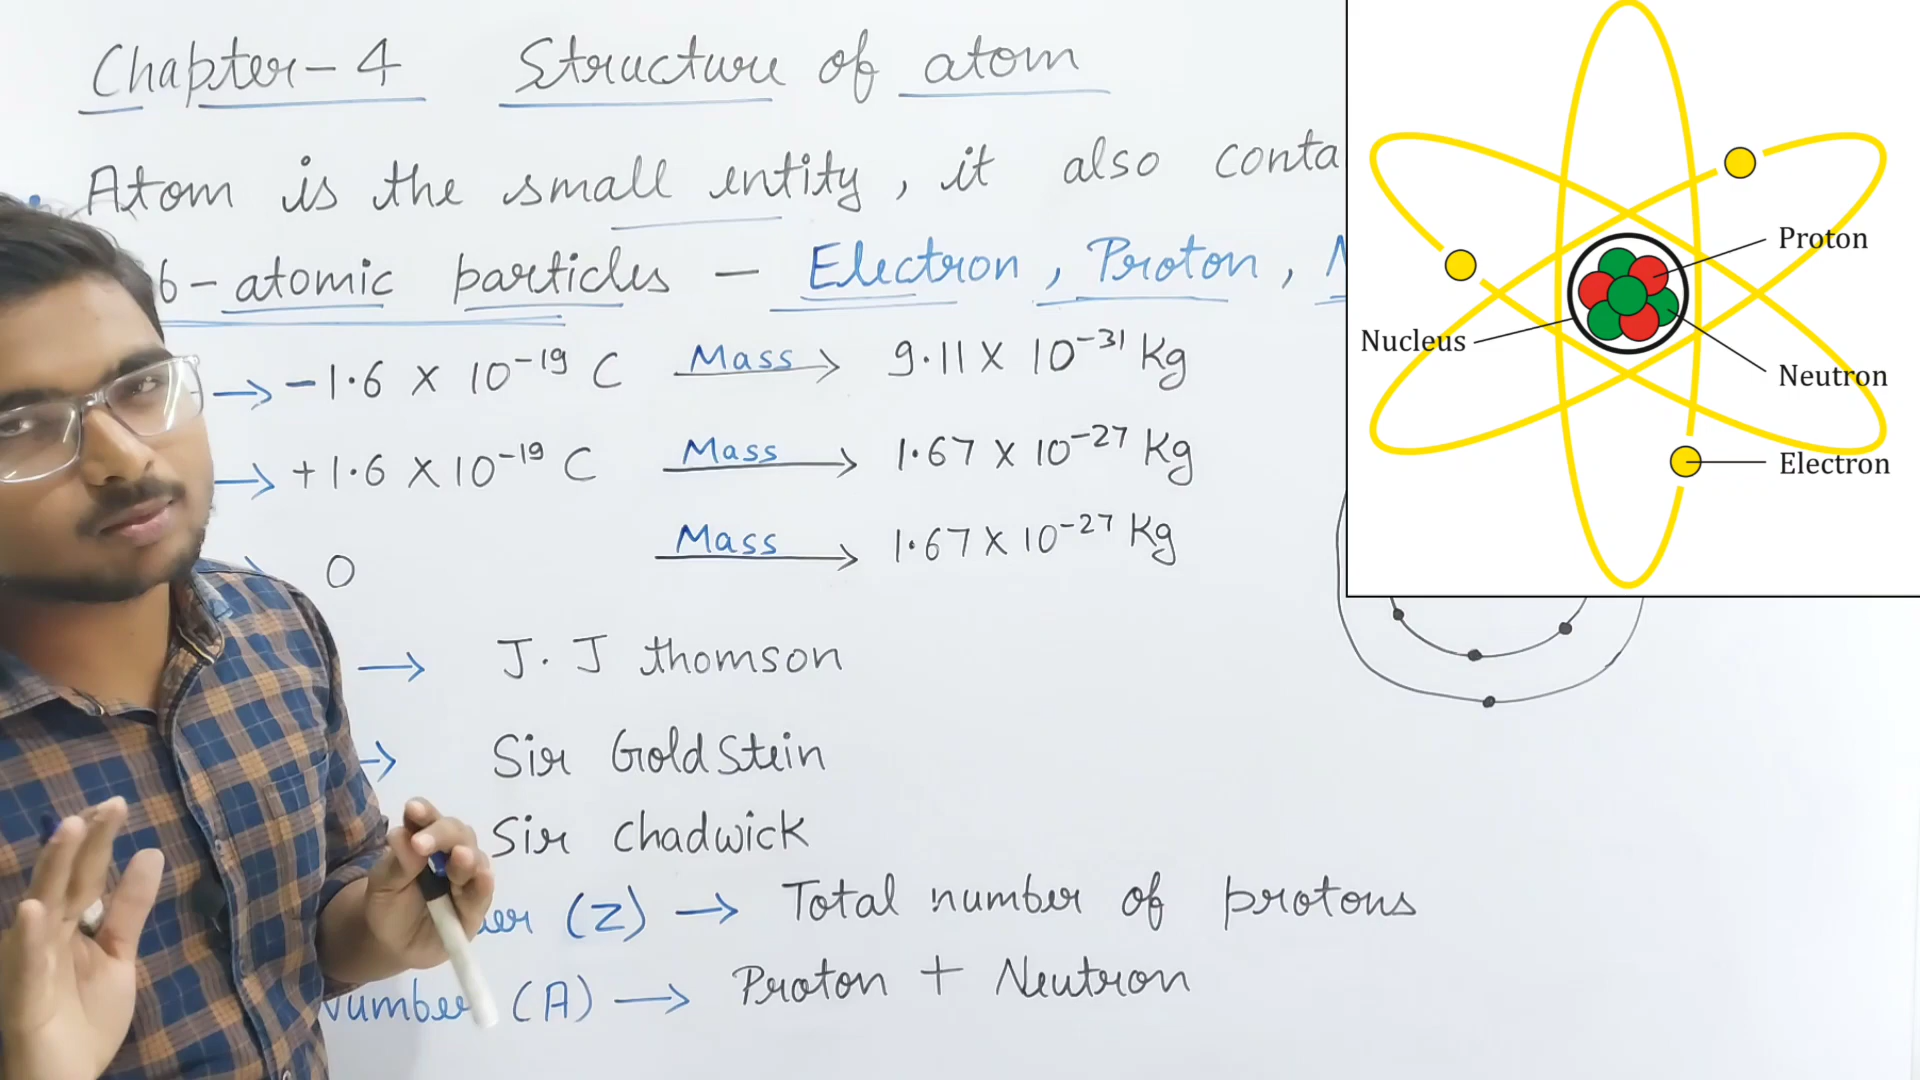 Chapter-4 Structure of atom
Atom is the small entity, it also conta
b-atomic particles — Electron, Proton, N
→ -1.6 X 10⁻¹⁹ C Mass → 9.11 X 10⁻³¹ Kg
→ +1.6 X 10⁻¹⁹ C Mass → 1.67 X 10⁻²⁷ Kg
0 Mass → 1.67 X 10⁻²⁷ Kg
→ J. J thomson
→ Sir Gold Stein
Sir Chadwick
ber (Z) → Total number of protons
Number (A) → Proton + Neutron
Proton
Nucleus
Neutron
Electron